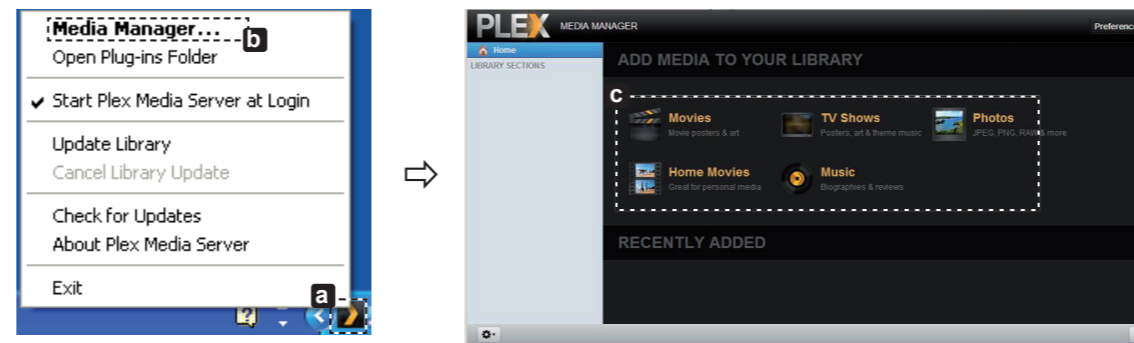 Media Manager...
b
Open Plug-ins Folder
Start Plex Media Server at Login
Update Library
Cancel Library Update
Check for Updates
About Plex Media Server
Exit
a
PLEX MEDIA MANAGER
Preference
Home
LIBRARY SECTIONS
ADD MEDIA TO YOUR LIBRARY
c
Movies
Movie posters & art
TV Shows
Posters, art & theme music
Photos
JPEG, PNG, RAW & more
Home Movies
Great for personal media
Music
Biographies & reviews
RECENTLY ADDED